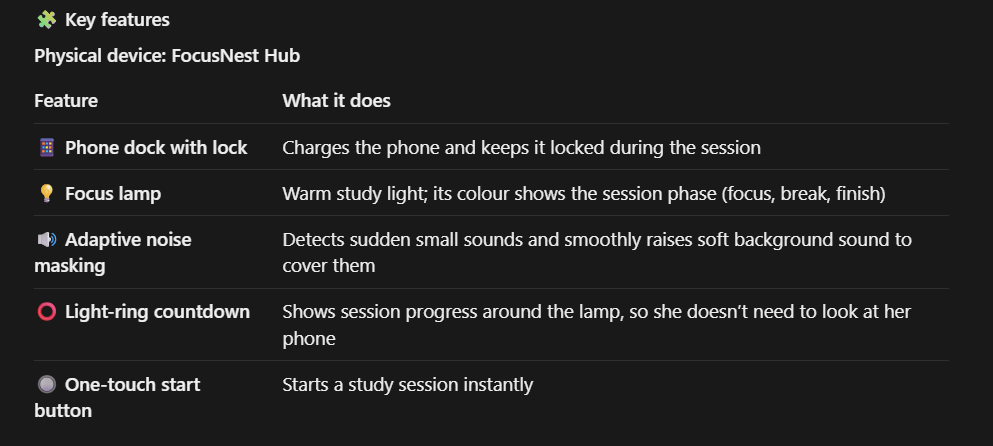 🧩 Key features
Physical device: FocusNest Hub
Feature What it does
📱 Phone dock with lock Charges the phone and keeps it locked during the session
💡 Focus lamp Warm study light; its colour shows the session phase (focus, break, finish)
🔊 Adaptive noise masking Detects sudden small sounds and smoothly raises soft background sound to
cover them
⭕ Light-ring countdown Shows session progress around the lamp, so she doesn’t need to look at her
phone
🔘 One-touch start button Starts a study session instantly